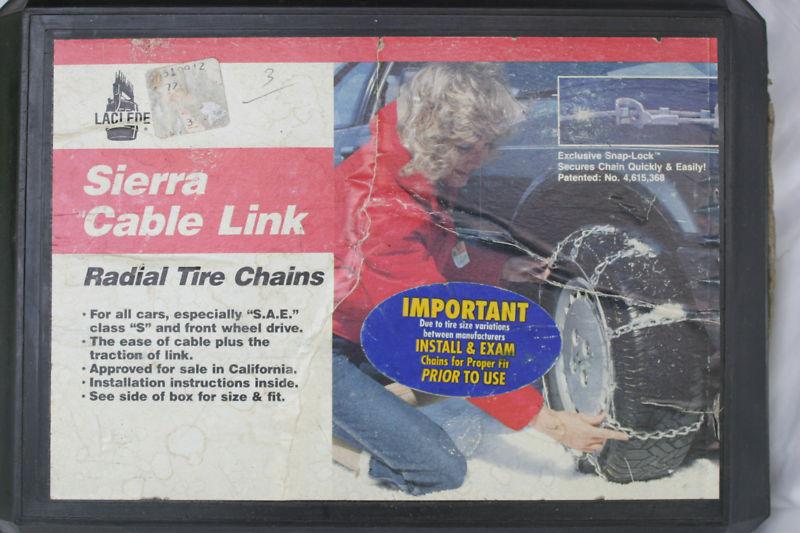 3
LACLEDE
Sierra
Cable Link
Radial Tire Chains
• For all cars, especially “S.A.E.”
class “S” and front wheel drive.
• The ease of cable plus the
traction of link.
• Approved for sale in California.
• Installation instructions inside.
• See side of box for size & fit.
Exclusive Snap-Lock™
Secures Chain Quickly & Easily!
Patented: No. 4,615,368
IMPORTANT
Due to tire size variations
between manufacturers
INSTALL & EXAM
Chains for Proper Fit
PRIOR TO USE